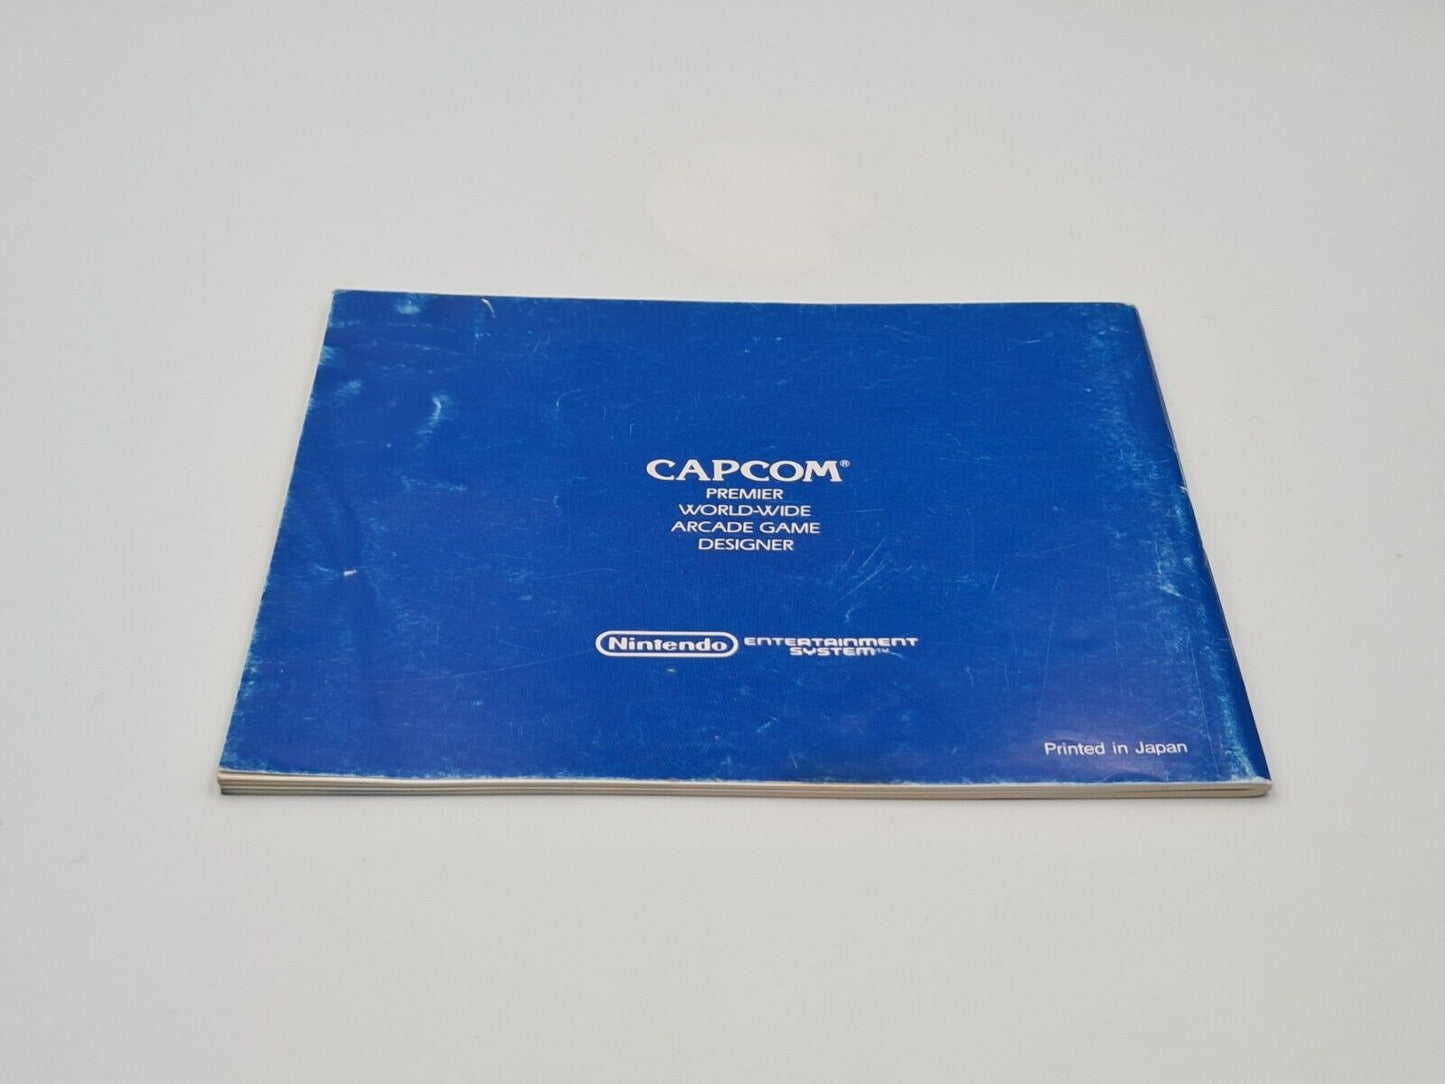 CAPCOM®
PREMIER
WORLD-WIDE
ARCADE GAME
DESIGNER
Nintendo ENTERTAINMENT
SYSTEM™
Printed in Japan